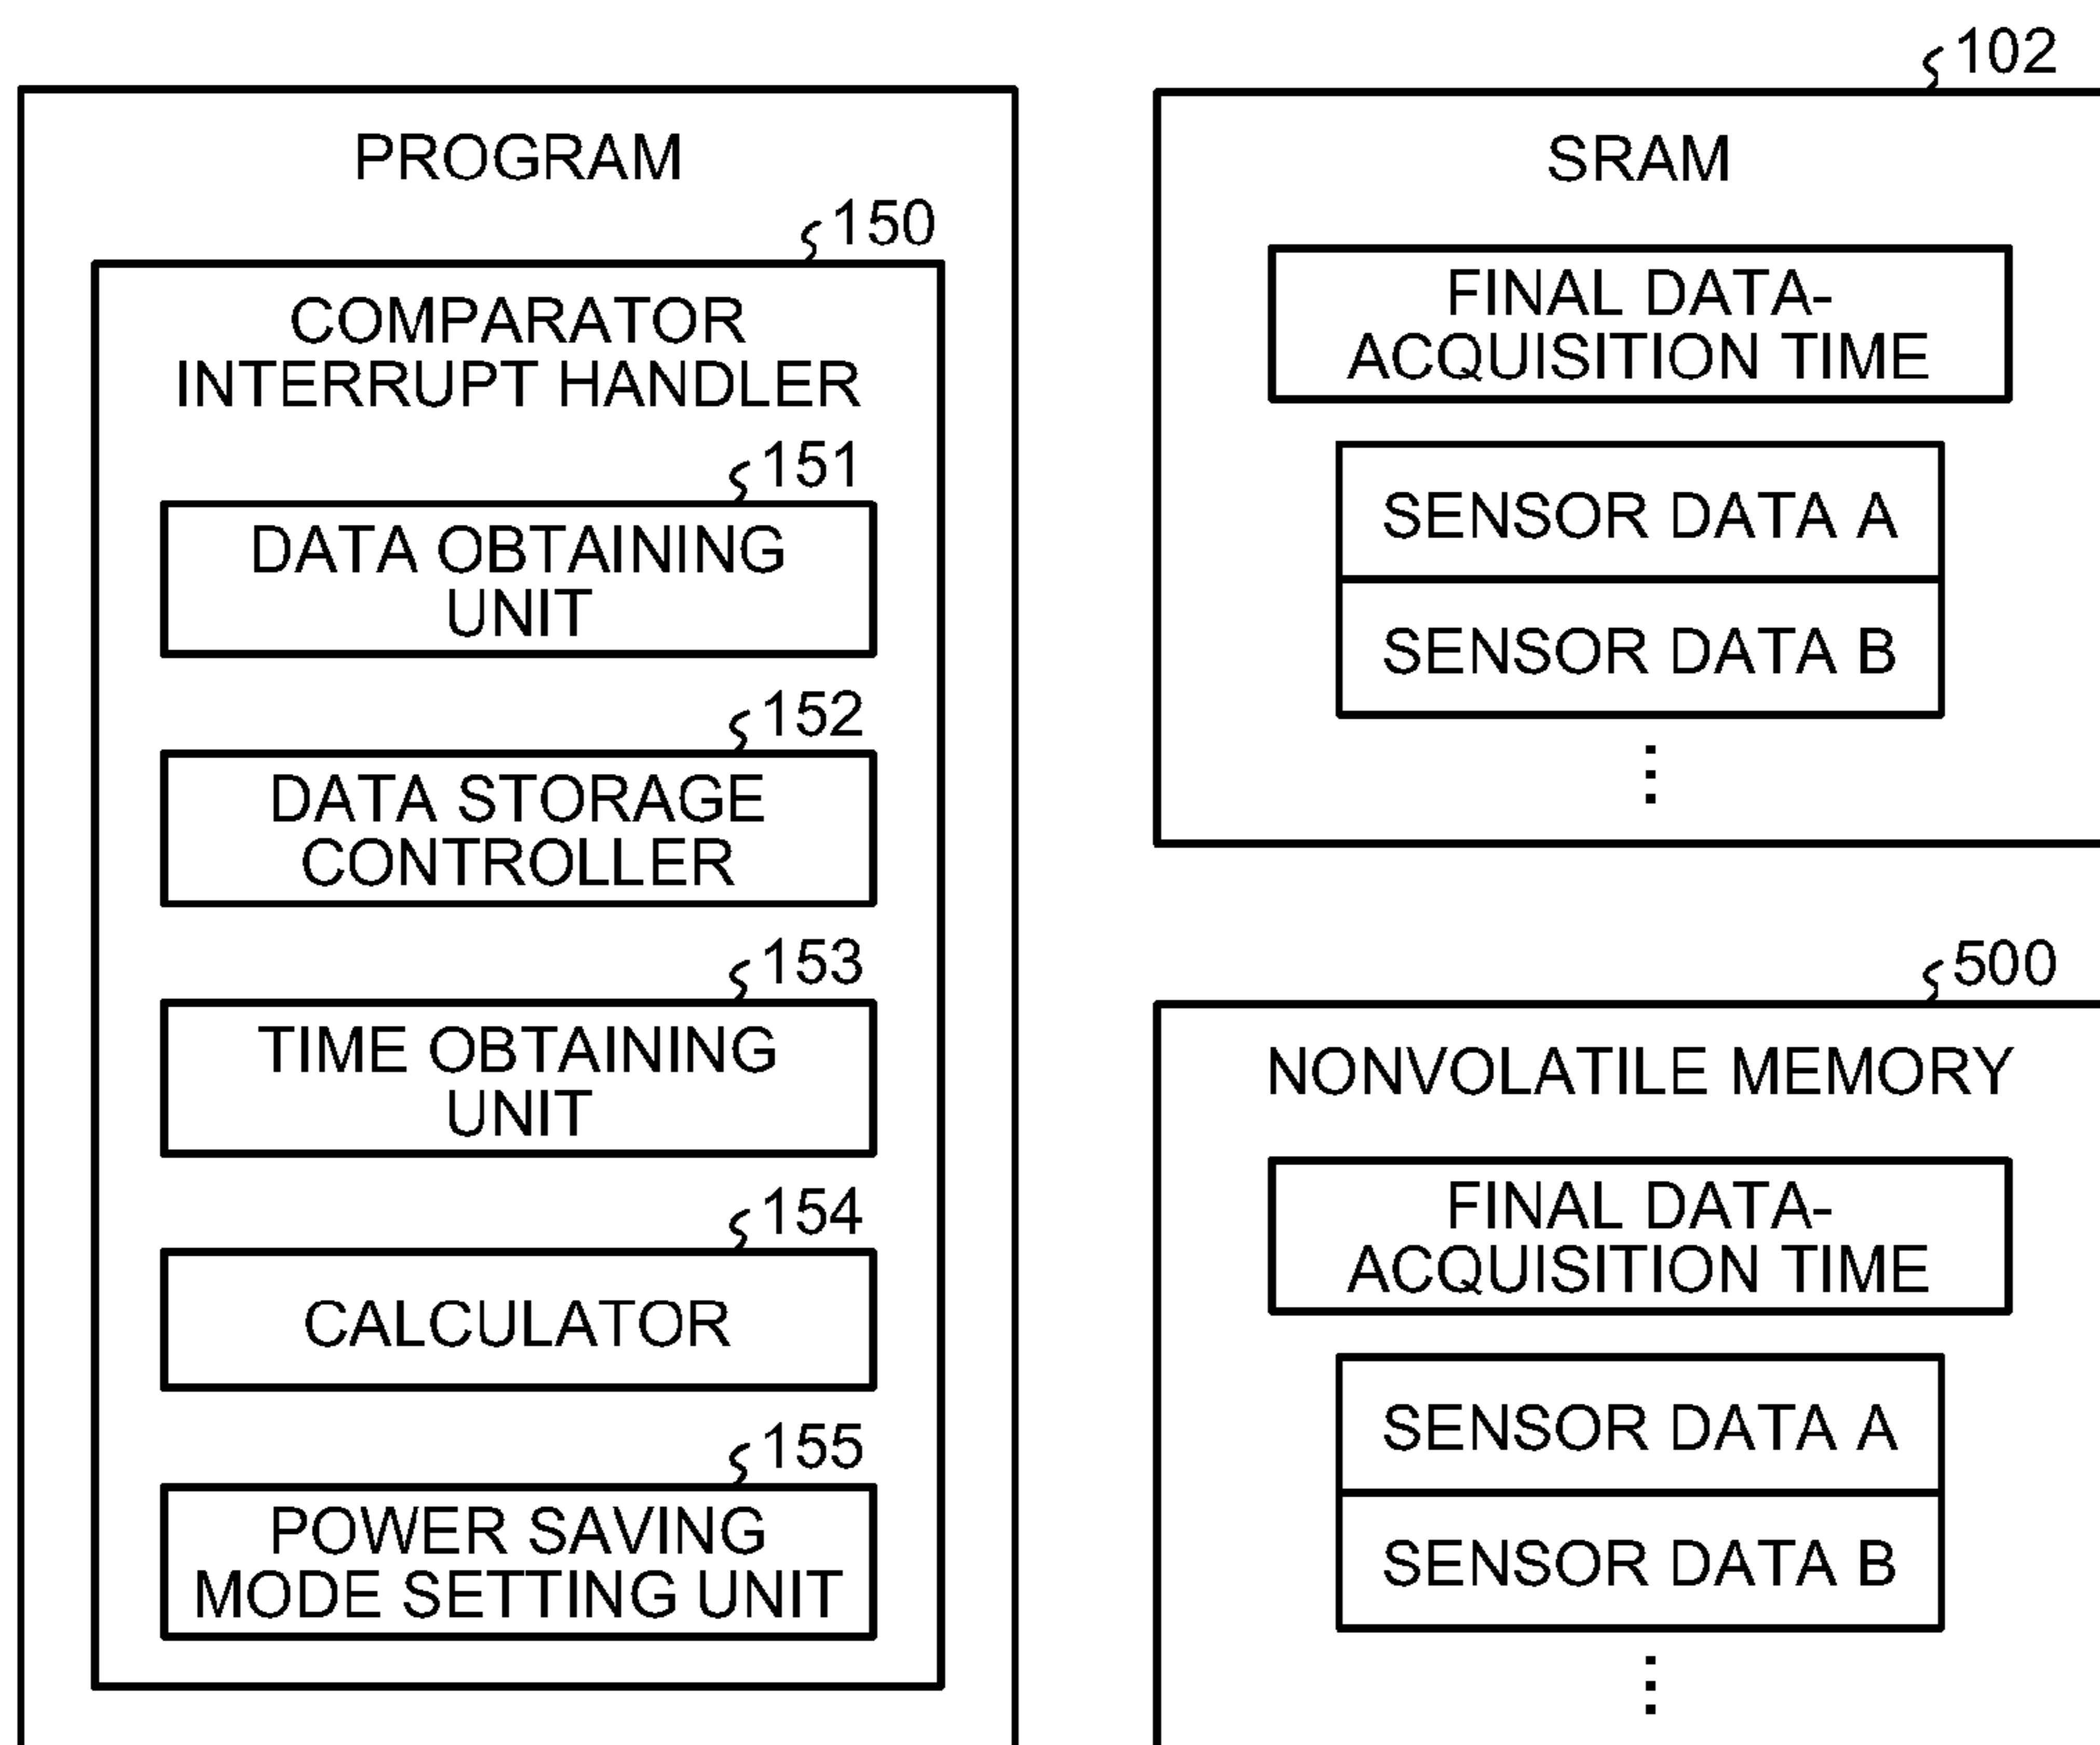 PROGRAM
150
COMPARATOR
INTERRUPT HANDLER
151
DATA OBTAINING
UNIT
152
DATA STORAGE
CONTROLLER
153
TIME OBTAINING
UNIT
154
CALCULATOR
155
POWER SAVING
MODE SETTING UNIT
102
SRAM
FINAL DATA-
ACQUISITION TIME
SENSOR DATA A
SENSOR DATA B
⋮
500
NONVOLATILE MEMORY
FINAL DATA-
ACQUISITION TIME
SENSOR DATA A
SENSOR DATA B
⋮